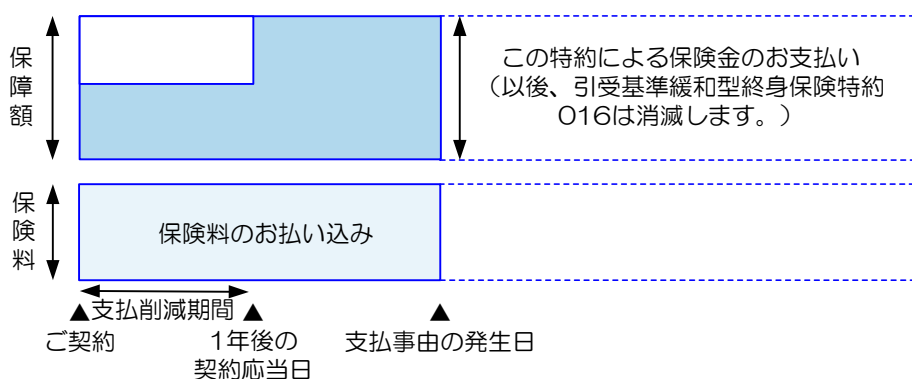 保障額
この特約による保険金のお支払い
（以後、引受基準緩和型終身保険特約
０１６は消滅します。）
保険料
保険料のお払い込み
▲支払削減期間▲
▲
ご契約
１年後の
契約応当日
支払事由の発生日